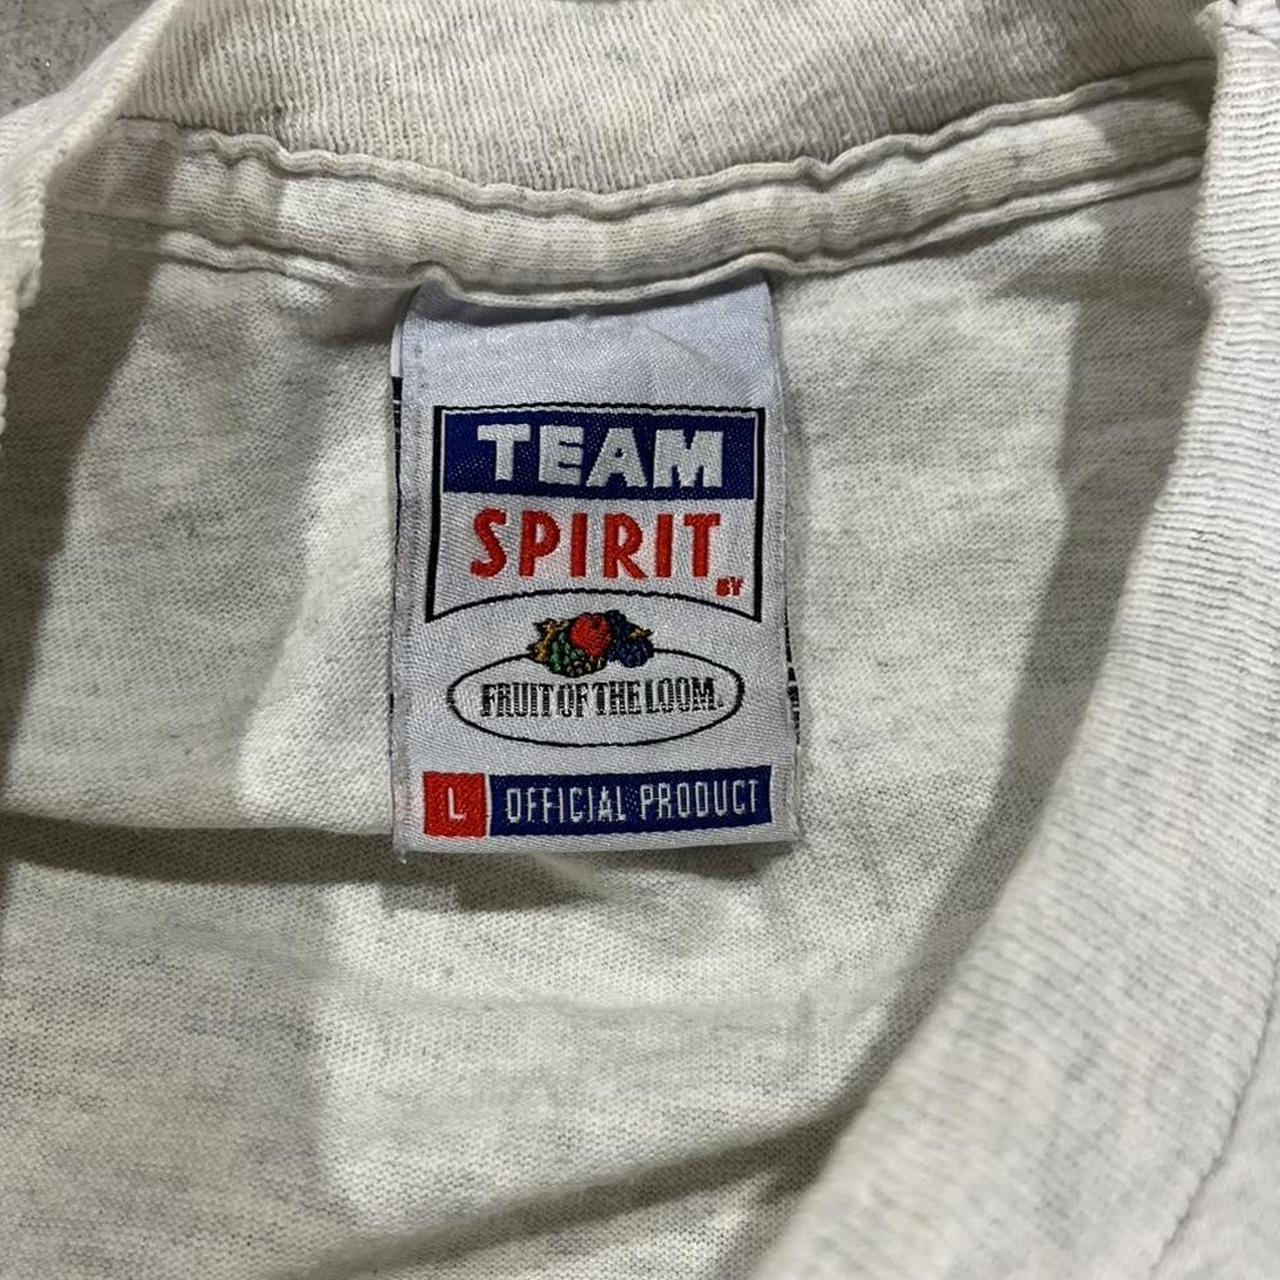 TEAM
SPIRIT
BY
FRUIT OF THE LOOM.
L OFFICIAL PRODUCT